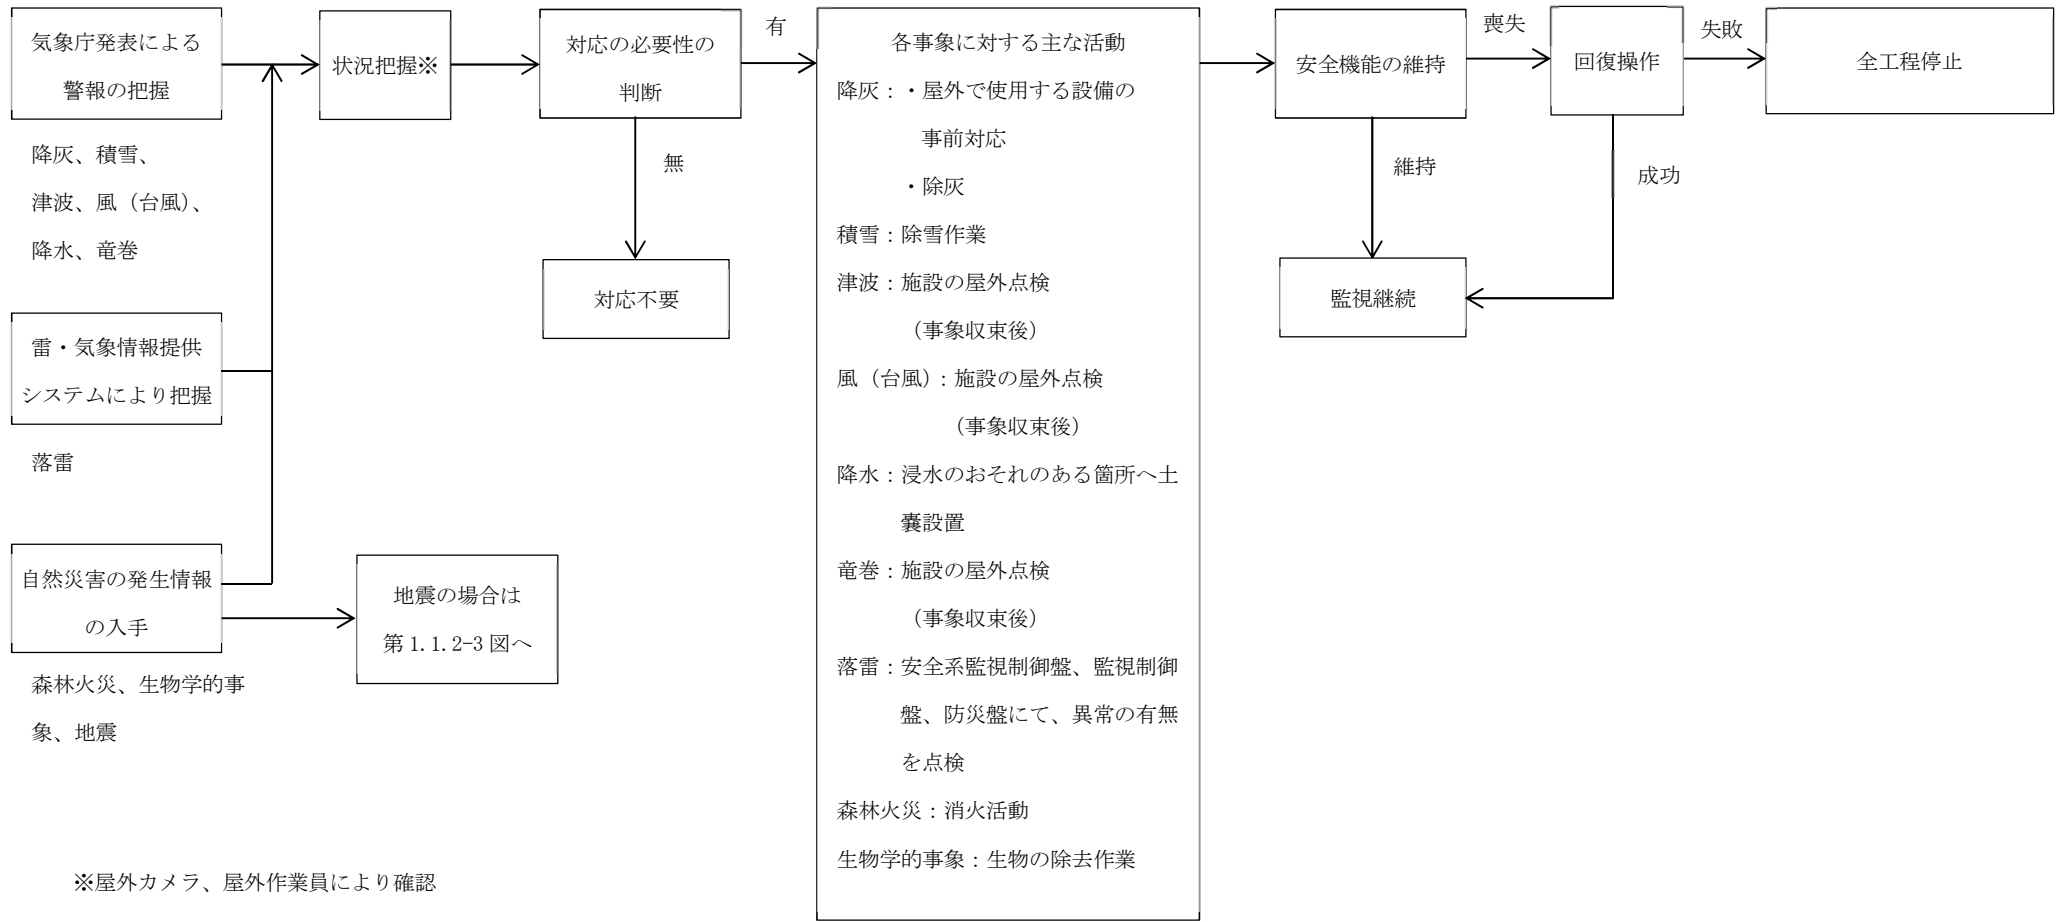 気象庁発表による
警報の把握
降灰、積雪、
津波、風（台風）、
降水、竜巻
雷・気象情報提供
システムにより把握
落雷
自然災害の発生情報
の入手
森林火災、生物学的事
象、地震
地震の場合は
第 1.1.2-3 図へ
状況把握※
対応の必要性の
判断
有
無
対応不要
各事象に対する主な活動
降灰：・屋外で使用する設備の
事前対応
・除灰
積雪：除雪作業
津波：施設の屋外点検
（事象収束後）
風（台風）：施設の屋外点検
（事象収束後）
降水：浸水のおそれのある箇所へ土
嚢設置
竜巻：施設の屋外点検
（事象収束後）
落雷：安全系監視制御盤、監視制御
盤、防災盤にて、異常の有無
を点検
森林火災：消火活動
生物学的事象：生物の除去作業
安全機能の維持
喪失
維持
監視継続
回復操作
失敗
成功
全工程停止
※屋外カメラ、屋外作業員により確認